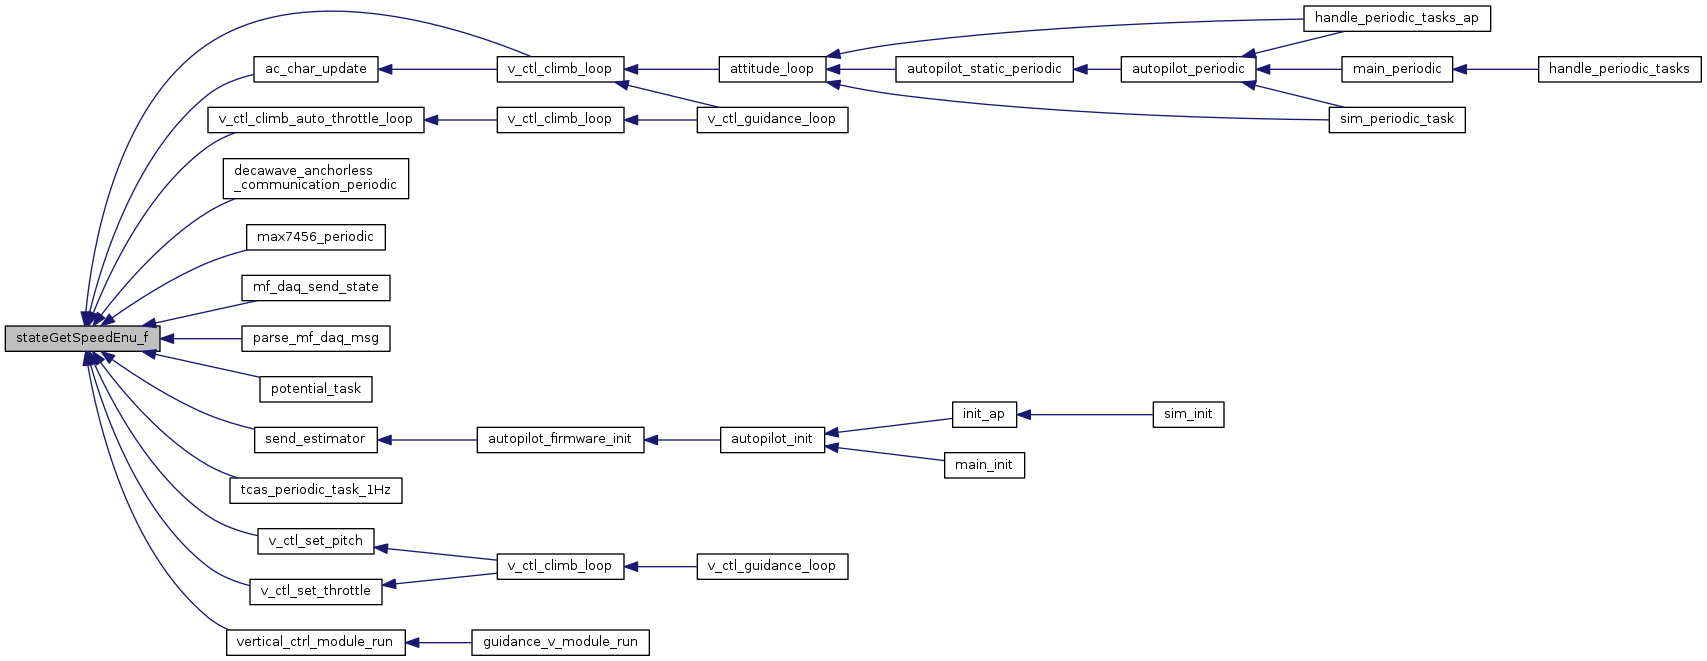 handle_periodic_tasks_ap
ac_char_update
v_ctl_climb_loop
attitude_loop
autopilot_static_periodic
autopilot_periodic
main_periodic
handle_periodic_tasks
v_ctl_climb_auto_throttle_loop
v_ctl_climb_loop
v_ctl_guidance_loop
sim_periodic_task
decawave_anchorless
_communication_periodic
max7456_periodic
mf_daq_send_state
stateGetSpeedEnu_f
parse_mf_daq_msg
potential_task
init_ap
sim_init
send_estimator
autopilot_firmware_init
autopilot_init
main_init
tcas_periodic_task_1Hz
v_ctl_set_pitch
v_ctl_climb_loop
v_ctl_guidance_loop
v_ctl_set_throttle
vertical_ctrl_module_run
guidance_v_module_run